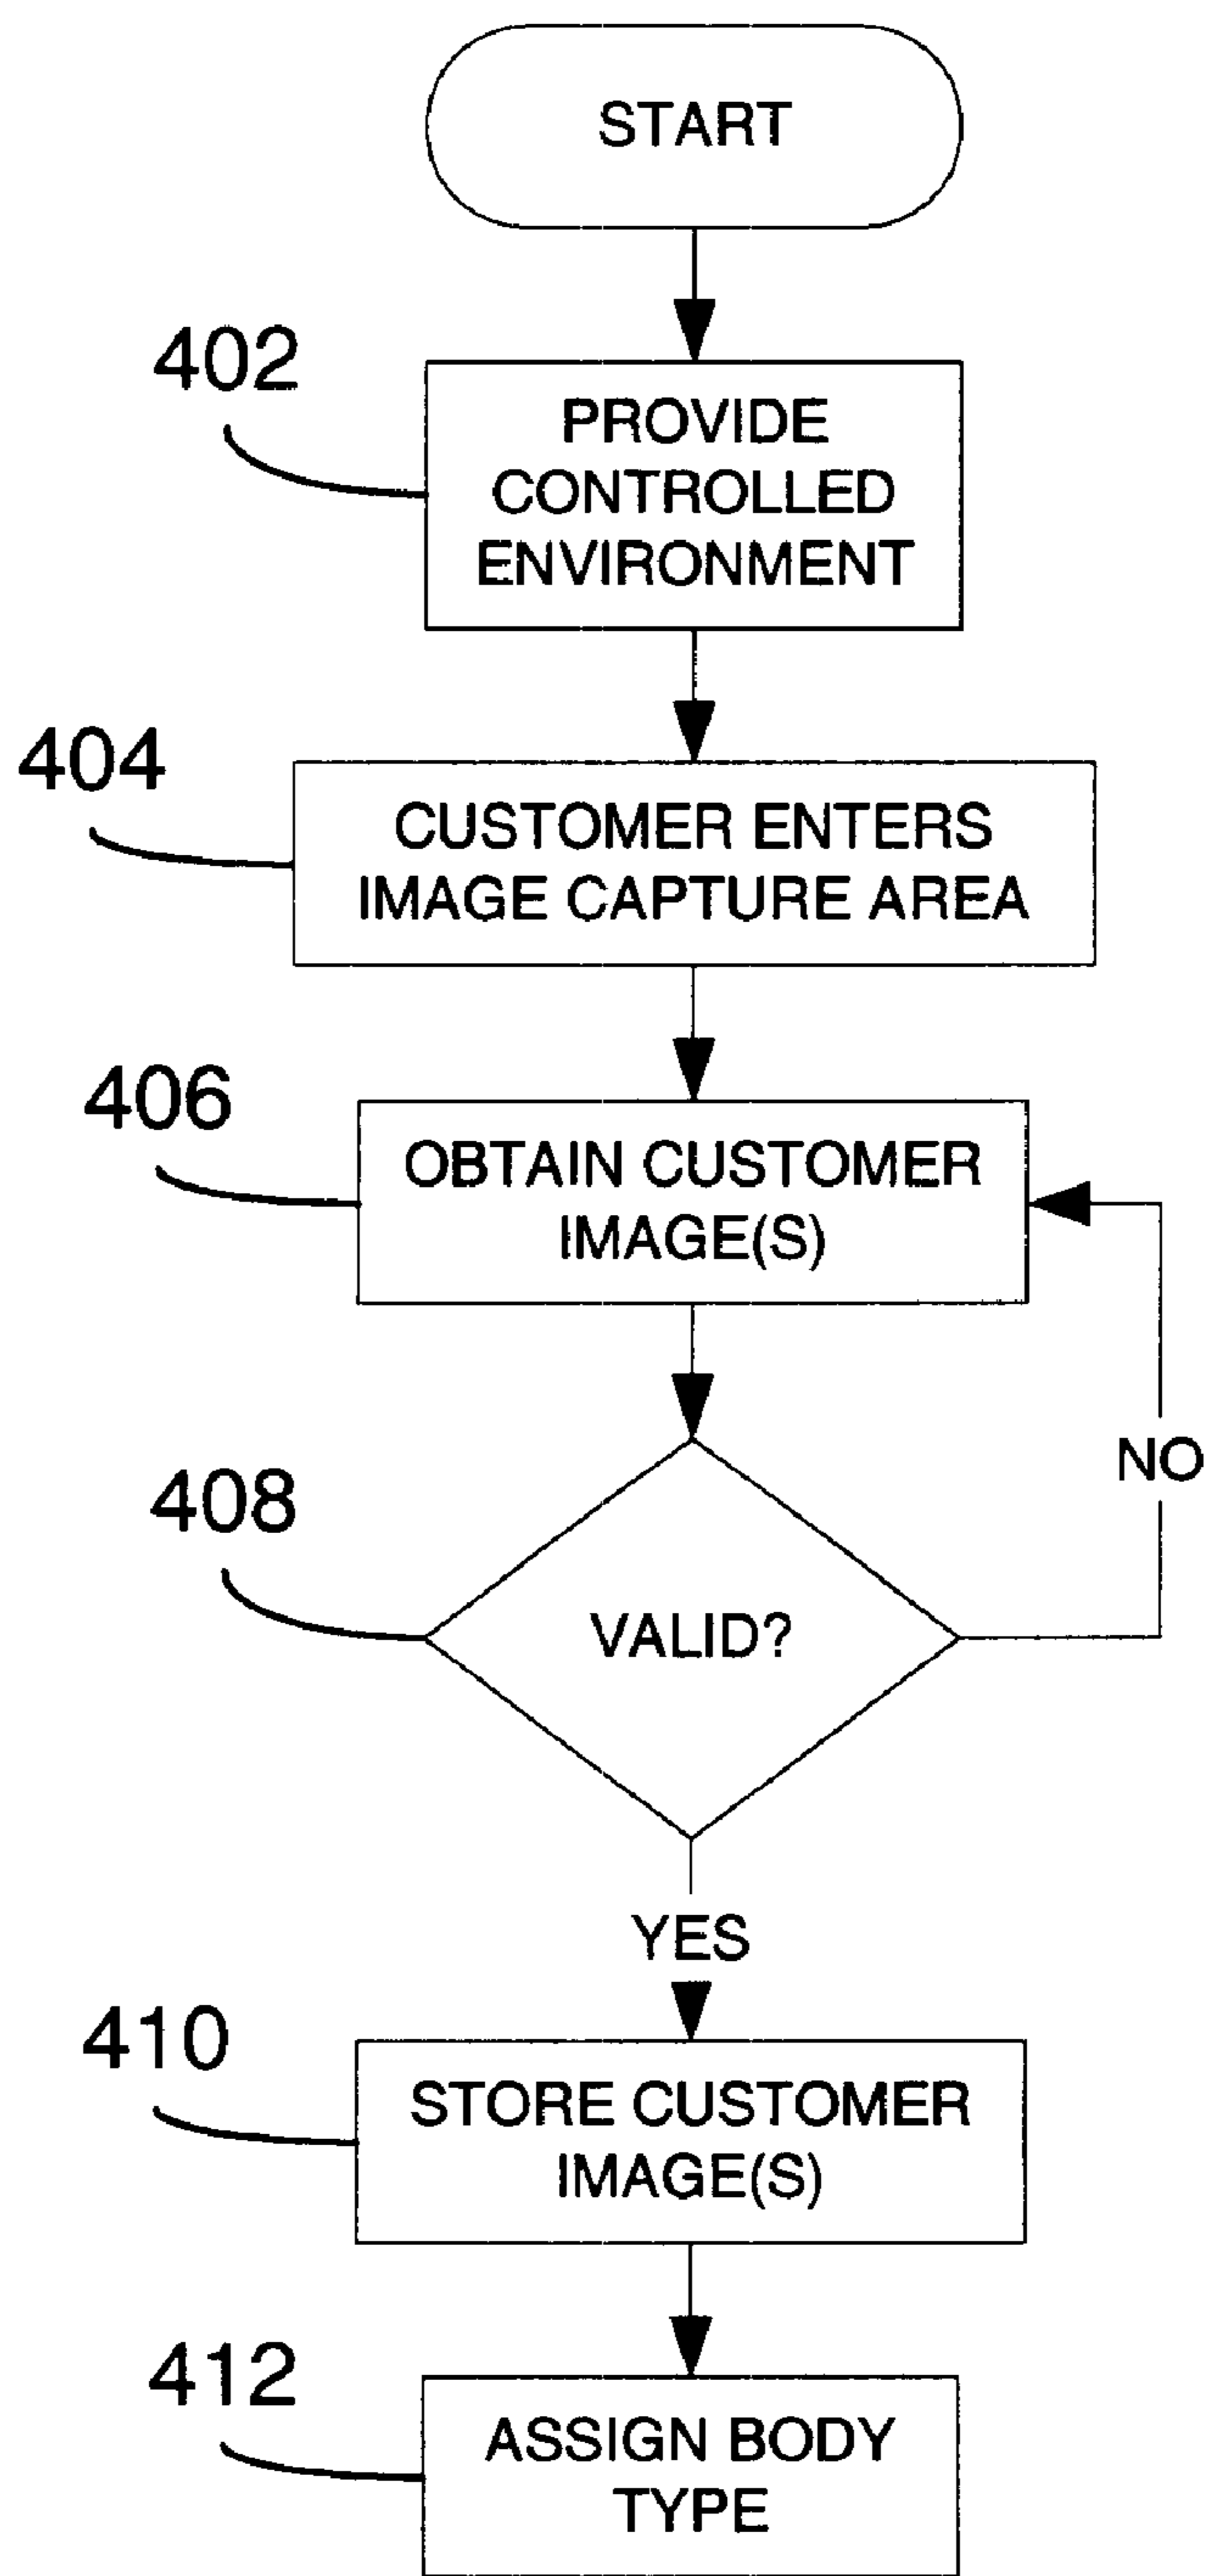 START
402
PROVIDE
CONTROLLED
ENVIRONMENT
404
CUSTOMER ENTERS
IMAGE CAPTURE AREA
406
OBTAIN CUSTOMER
IMAGE(S)
NO
408
VALID?
YES
410
STORE CUSTOMER
IMAGE(S)
412
ASSIGN BODY
TYPE